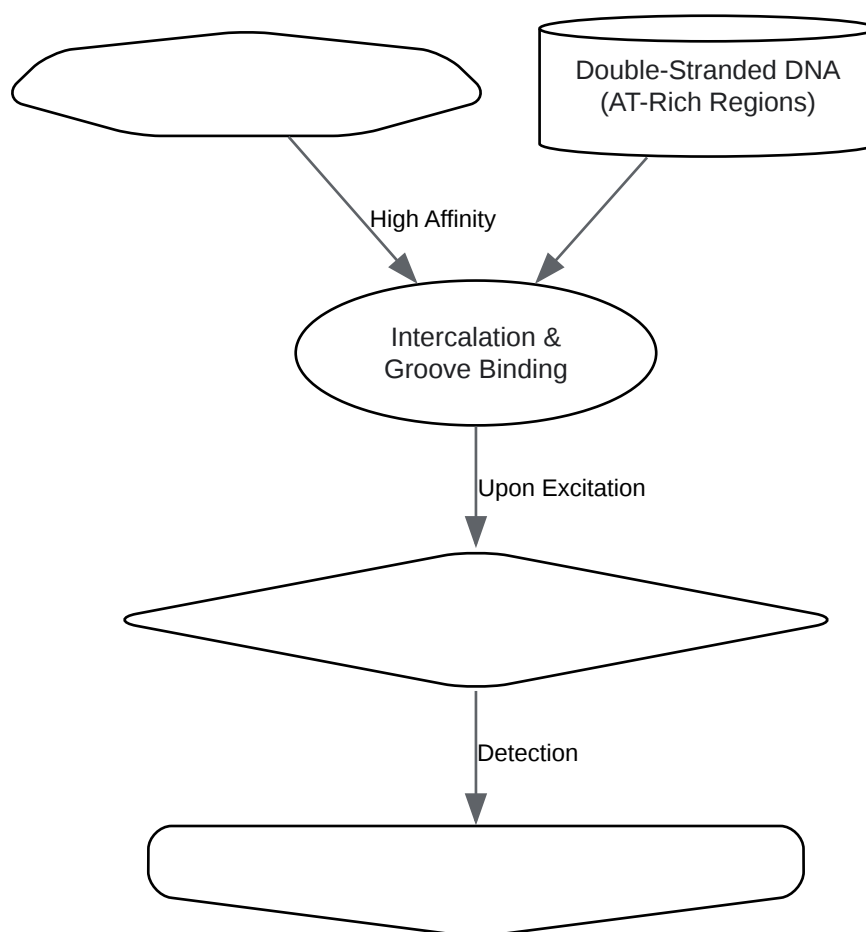 Double-Stranded DNA
(AT-Rich Regions)
High Affinity
Intercalation &
Groove Binding
Upon Excitation
Detection